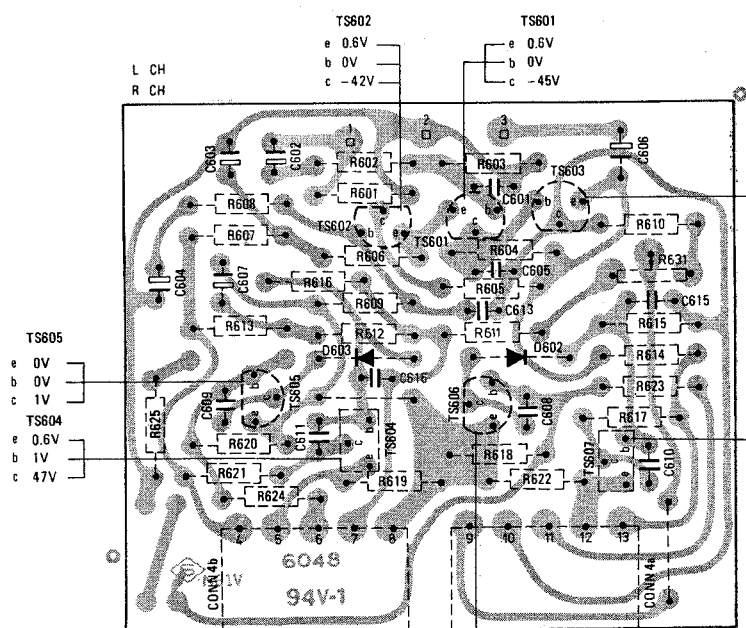 TS602
e 0.6V
b 0V
c -42V
TS601
e 0.6V
b 0V
c -45V
L CH
R CH
1
2
3
C603
C602
R602
R603
C606
R601
C601
TS603
b
e
c
R608
R607
TS602
c
b
e
TS601
e
b
c
R604
R610
R606
C605
R631
C604
C607
R616
R605
R609
C613
C615
R613
R612
R611
R615
TS605
e 0V
b 0V
c 1V
TS604
e 0.6V
b 1V
c 47V
D603
D602
R614
C616
R625
C609
b
c
e
TS605
TS606
b
c
e
C608
R623
R617
C611
b
c
e
TS604
R620
R618
TS607
b
c
e
C610
R621
R619
R622
R624
4
5
6
7
8
9
10
11
12
13
CONN 4b
CONN 4a
6048
94V-1